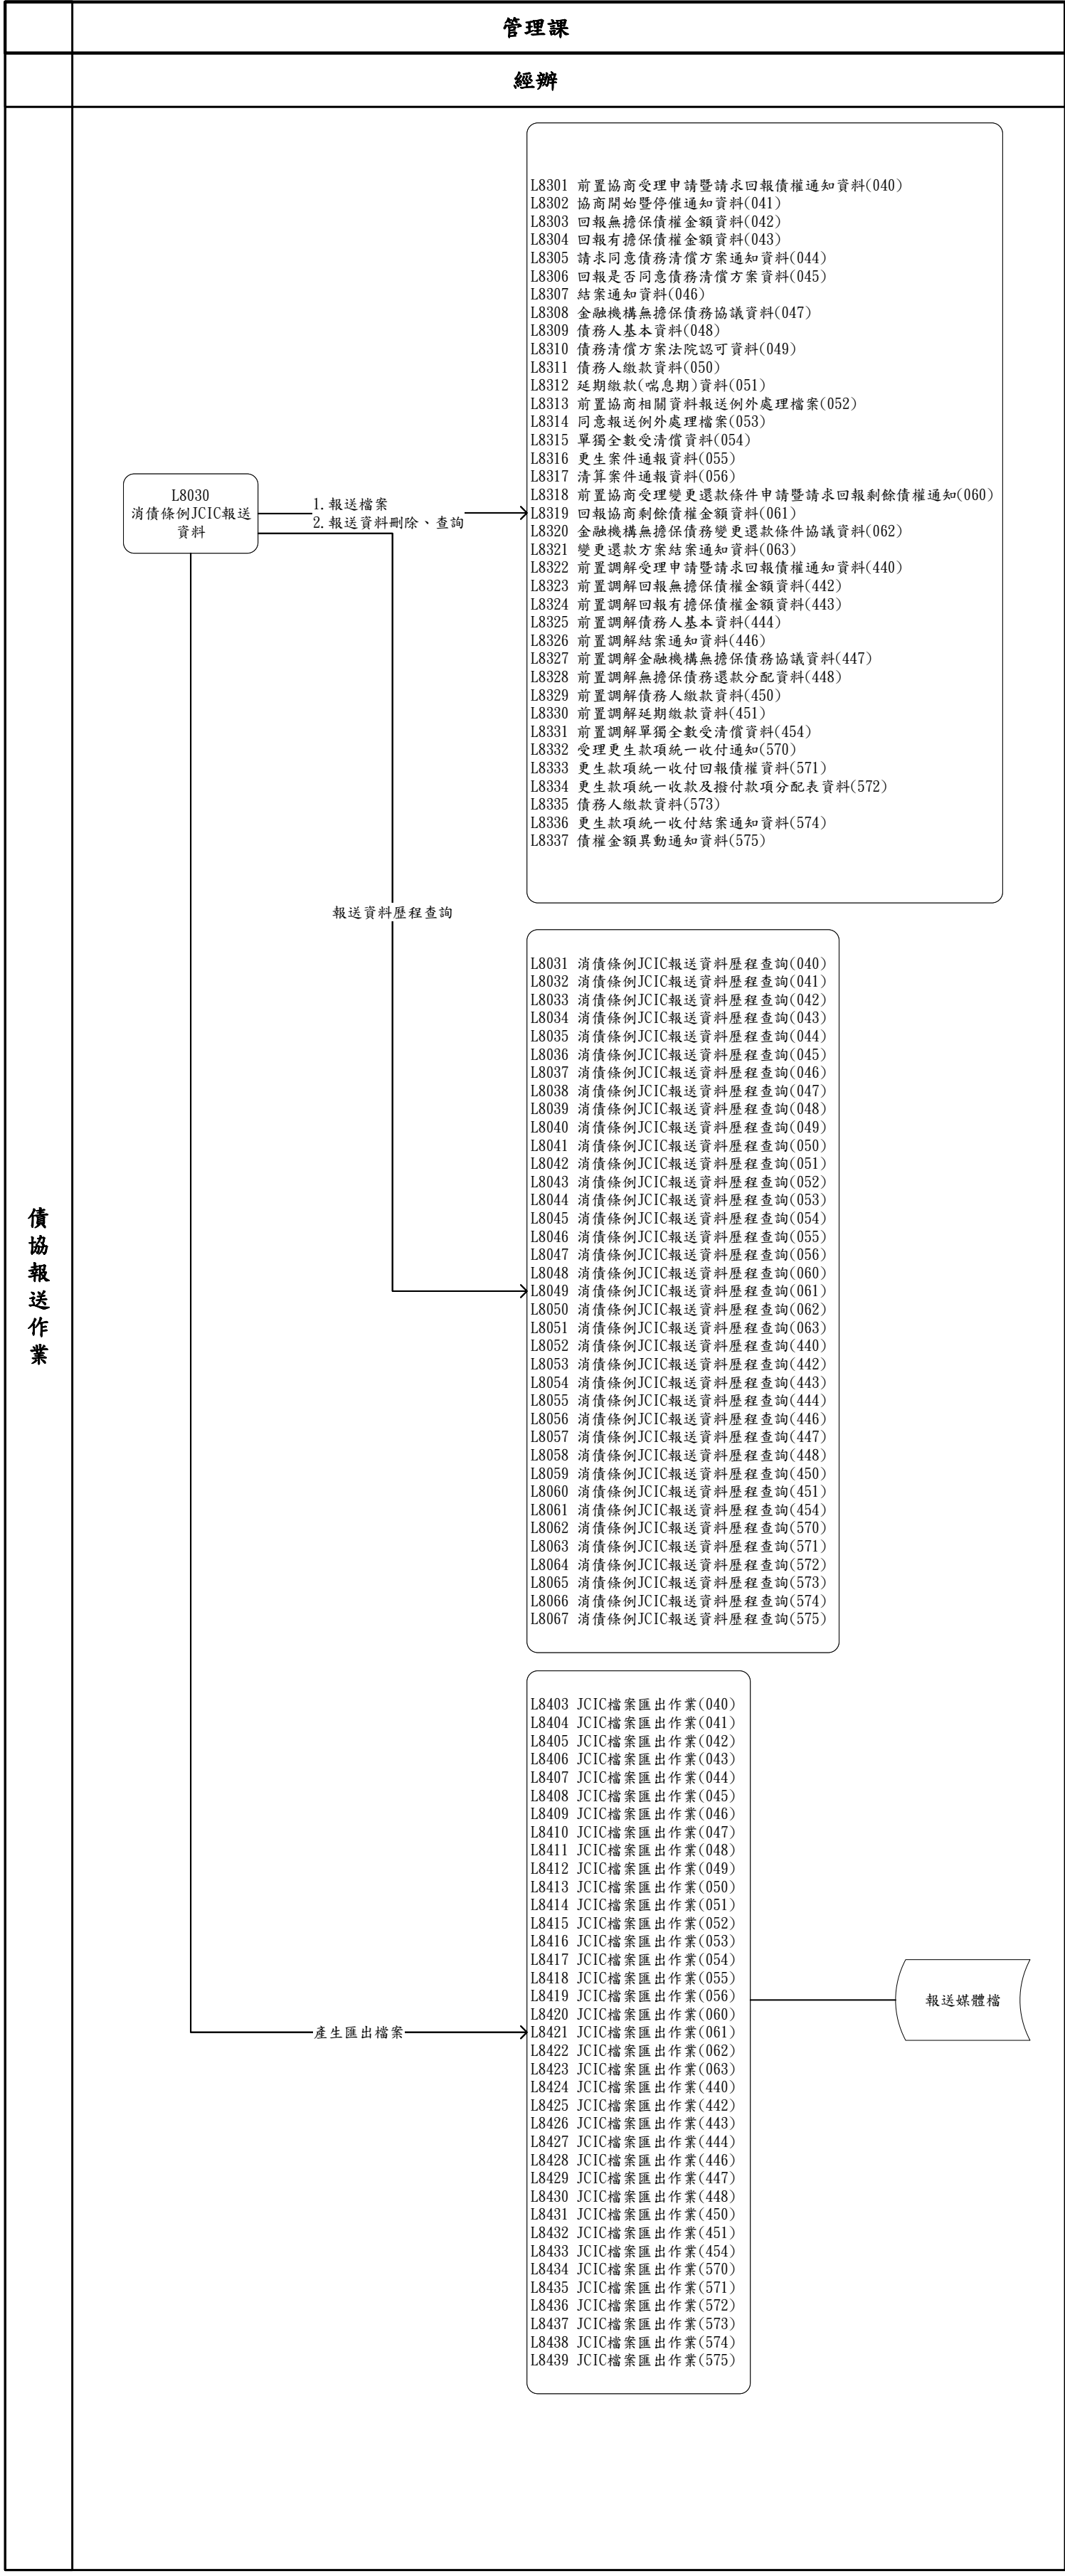 管理課
經辦
債協報送作業
L8030
消債條例JCIC報送
資料
1. 報送檔案
2. 報送資料刪除、查詢
L8301 前置協商受理申請暨請求回報債權通知資料(040)
L8302 協商開始暨停催通知資料(041)
L8303 回報無擔保債權金額資料(042)
L8304 回報有擔保債權金額資料(043)
L8305 請求同意債務清償方案通知資料(044)
L8306 回報是否同意債務清償方案資料(045)
L8307 結案通知資料(046)
L8308 金融機構無擔保債務協議資料(047)
L8309 債務人基本資料(048)
L8310 債務清償方案法院認可資料(049)
L8311 債務人繳款資料(050)
L8312 延期繳款(喘息期)資料(051)
L8313 前置協商相關資料報送例外處理檔案(052)
L8314 同意報送例外處理檔案(053)
L8315 單獨全數受清償資料(054)
L8316 更生案件通報資料(055)
L8317 清算案件通報資料(056)
L8318 前置協商受理變更還款條件申請暨請求回報剩餘債權通知(060)
L8319 回報協商剩餘債權金額資料(061)
L8320 金融機構無擔保債務變更還款條件協議資料(062)
L8321 變更還款方案結案通知資料(063)
L8322 前置調解受理申請暨請求回報債權通知資料(440)
L8323 前置調解回報無擔保債權金額資料(442)
L8324 前置調解回報有擔保債權金額資料(443)
L8325 前置調解債務人基本資料(444)
L8326 前置調解結案通知資料(446)
L8327 前置調解金融機構無擔保債務協議資料(447)
L8328 前置調解無擔保債務還款分配資料(448)
L8329 前置調解債務人繳款資料(450)
L8330 前置調解延期繳款資料(451)
L8331 前置調解單獨全數受清償資料(454)
L8332 受理更生款項統一收付通知(570)
L8333 更生款項統一收付回報債權資料(571)
L8334 更生款項統一收款及撥付款項分配表資料(572)
L8335 債務人繳款資料(573)
L8336 更生款項統一收付結案通知資料(574)
L8337 債權金額異動通知資料(575)
報送資料歷程查詢
L8031 消債條例JCIC報送資料歷程查詢(040)
L8032 消債條例JCIC報送資料歷程查詢(041)
L8033 消債條例JCIC報送資料歷程查詢(042)
L8034 消債條例JCIC報送資料歷程查詢(043)
L8035 消債條例JCIC報送資料歷程查詢(044)
L8036 消債條例JCIC報送資料歷程查詢(045)
L8037 消債條例JCIC報送資料歷程查詢(046)
L8038 消債條例JCIC報送資料歷程查詢(047)
L8039 消債條例JCIC報送資料歷程查詢(048)
L8040 消債條例JCIC報送資料歷程查詢(049)
L8041 消債條例JCIC報送資料歷程查詢(050)
L8042 消債條例JCIC報送資料歷程查詢(051)
L8043 消債條例JCIC報送資料歷程查詢(052)
L8044 消債條例JCIC報送資料歷程查詢(053)
L8045 消債條例JCIC報送資料歷程查詢(054)
L8046 消債條例JCIC報送資料歷程查詢(055)
L8047 消債條例JCIC報送資料歷程查詢(056)
L8048 消債條例JCIC報送資料歷程查詢(060)
L8049 消債條例JCIC報送資料歷程查詢(061)
L8050 消債條例JCIC報送資料歷程查詢(062)
L8051 消債條例JCIC報送資料歷程查詢(063)
L8052 消債條例JCIC報送資料歷程查詢(440)
L8053 消債條例JCIC報送資料歷程查詢(442)
L8054 消債條例JCIC報送資料歷程查詢(443)
L8055 消債條例JCIC報送資料歷程查詢(444)
L8056 消債條例JCIC報送資料歷程查詢(446)
L8057 消債條例JCIC報送資料歷程查詢(447)
L8058 消債條例JCIC報送資料歷程查詢(448)
L8059 消債條例JCIC報送資料歷程查詢(450)
L8060 消債條例JCIC報送資料歷程查詢(451)
L8061 消債條例JCIC報送資料歷程查詢(454)
L8062 消債條例JCIC報送資料歷程查詢(570)
L8063 消債條例JCIC報送資料歷程查詢(571)
L8064 消債條例JCIC報送資料歷程查詢(572)
L8065 消債條例JCIC報送資料歷程查詢(573)
L8066 消債條例JCIC報送資料歷程查詢(574)
L8067 消債條例JCIC報送資料歷程查詢(575)
產生匯出檔案
L8403 JCIC檔案匯出作業(040)
L8404 JCIC檔案匯出作業(041)
L8405 JCIC檔案匯出作業(042)
L8406 JCIC檔案匯出作業(043)
L8407 JCIC檔案匯出作業(044)
L8408 JCIC檔案匯出作業(045)
L8409 JCIC檔案匯出作業(046)
L8410 JCIC檔案匯出作業(047)
L8411 JCIC檔案匯出作業(048)
L8412 JCIC檔案匯出作業(049)
L8413 JCIC檔案匯出作業(050)
L8414 JCIC檔案匯出作業(051)
L8415 JCIC檔案匯出作業(052)
L8416 JCIC檔案匯出作業(053)
L8417 JCIC檔案匯出作業(054)
L8418 JCIC檔案匯出作業(055)
L8419 JCIC檔案匯出作業(056)
L8420 JCIC檔案匯出作業(060)
L8421 JCIC檔案匯出作業(061)
L8422 JCIC檔案匯出作業(062)
L8423 JCIC檔案匯出作業(063)
L8424 JCIC檔案匯出作業(440)
L8425 JCIC檔案匯出作業(442)
L8426 JCIC檔案匯出作業(443)
L8427 JCIC檔案匯出作業(444)
L8428 JCIC檔案匯出作業(446)
L8429 JCIC檔案匯出作業(447)
L8430 JCIC檔案匯出作業(448)
L8431 JCIC檔案匯出作業(450)
L8432 JCIC檔案匯出作業(451)
L8433 JCIC檔案匯出作業(454)
L8434 JCIC檔案匯出作業(570)
L8435 JCIC檔案匯出作業(571)
L8436 JCIC檔案匯出作業(572)
L8437 JCIC檔案匯出作業(573)
L8438 JCIC檔案匯出作業(574)
L8439 JCIC檔案匯出作業(575)
報送媒體檔